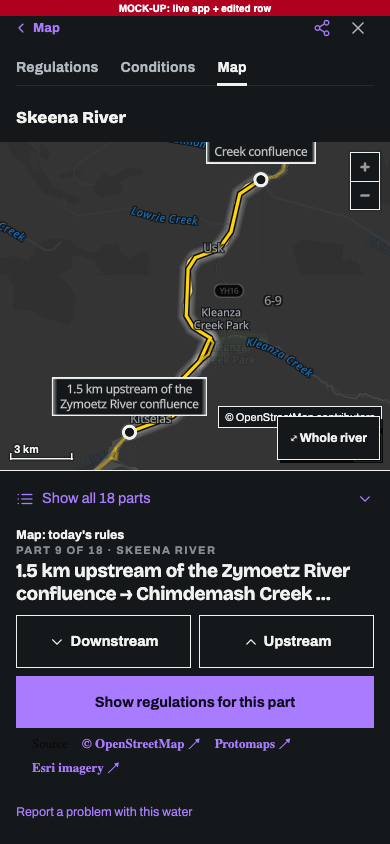 MOCK-UP: live app + edited row
Map
Regulations Conditions Map
Skeena River
Creek confluence
Lowrie Creek
Creek
Usk
YH16
6-9
Kleanza
Creek Park
Kleanza Creek
1.5 km upstream of the
Zymoetz River confluence
Kitselas
© OpenStreetMap contributors
Whole river
3 km
Show all 18 parts
Map: today's rules
PART 9 OF 18 · SKEENA RIVER
1.5 km upstream of the Zymoetz River
confluence → Chimdemash Creek ...
Downstream Upstream
Show regulations for this part
Source © OpenStreetMap ↗ Protomaps ↗
Esri imagery ↗
Report a problem with this water